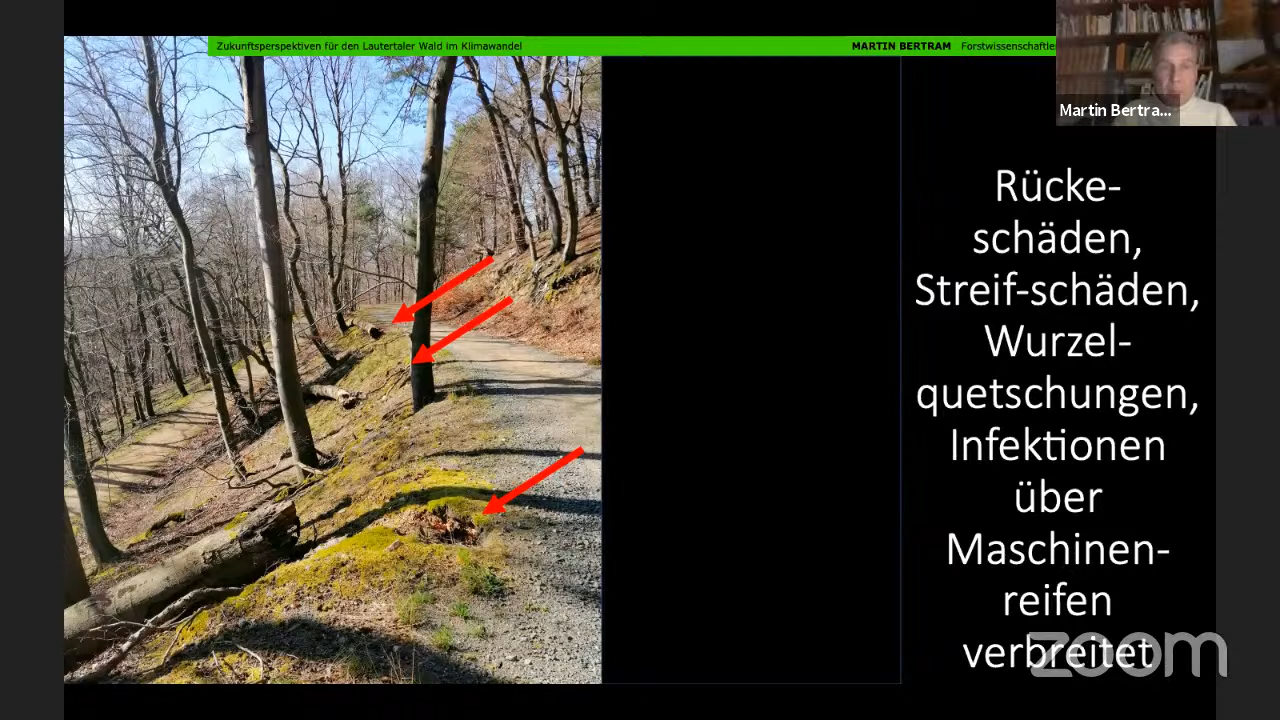 Zukunftsperspektiven für den Lautertaler Wald im Klimawandel
MARTIN BERTRAM Forstwissenschaftle
Martin Bertra...
Rücke-
schäden,
Streif-schäden,
Wurzel-
quetschungen,
Infektionen
über
Maschinen-
reifen
verbreitet
zoom